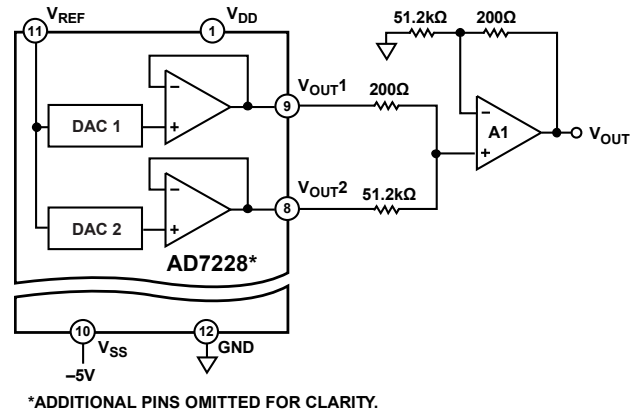 11
VREF
1
VDD
51.2kΩ
200Ω
DAC 1
−
+
9
VOUT1
200Ω
−
A1
+
VOUT
DAC 2
−
+
8
VOUT2
51.2kΩ
AD7228*
10
VSS
12
GND
–5V
*ADDITIONAL PINS OMITTED FOR CLARITY.